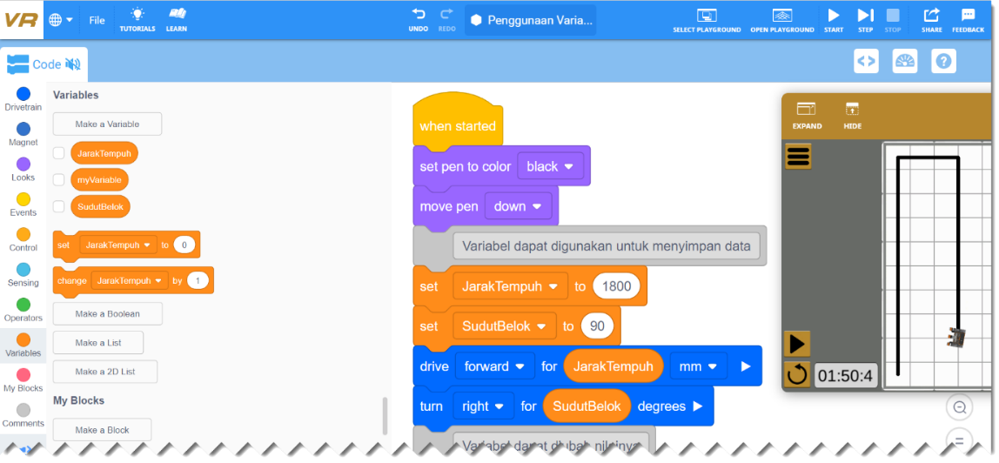 VR
File
TUTORIALS
LEARN
UNDO
REDO
Penggunaan Varia...
SELECT PLAYGROUND
OPEN PLAYGROUND
START
STEP
STOP
SHARE
FEEDBACK
Code
Drivetrain
Magnet
Looks
Events
Control
Sensing
Operators
Variables
My Blocks
Comments
Variables
Make a Variable
JarakTempuh
myVariable
SudutBelok
set JarakTempuh to 0
change JarakTempuh by 1
Make a Boolean
Make a List
Make a 2D List
My Blocks
Make a Block
when started
set pen to color black
move pen down
Variabel dapat digunakan untuk menyimpan data
set JarakTempuh to 1800
set SudutBelok to 90
drive forward for JarakTempuh mm
turn right for SudutBelok degrees
Variabel dapat diubah nilainya
EXPAND
HIDE
01:50:4